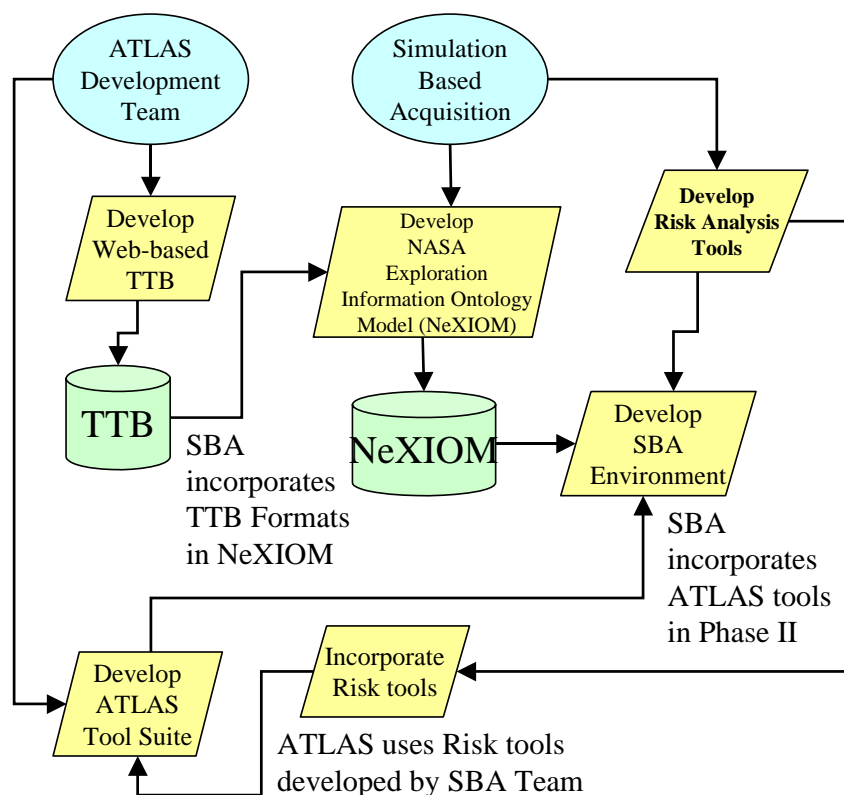 ATLAS
Development
Team
Simulation
Based
Acquisition
Develop
Web-based
TTB
Develop
NASA
Exploration
Information Ontology
Model (NeXIOM)
Develop
Risk Analysis
Tools
TTB
SBA
incorporates
TTB Formats
in NeXIOM
NeXIOM
Develop
SBA
Environment
SBA
incorporates
ATLAS tools
in Phase II
Develop
ATLAS
Tool Suite
Incorporate
Risk tools
ATLAS uses Risk tools
developed by SBA Team